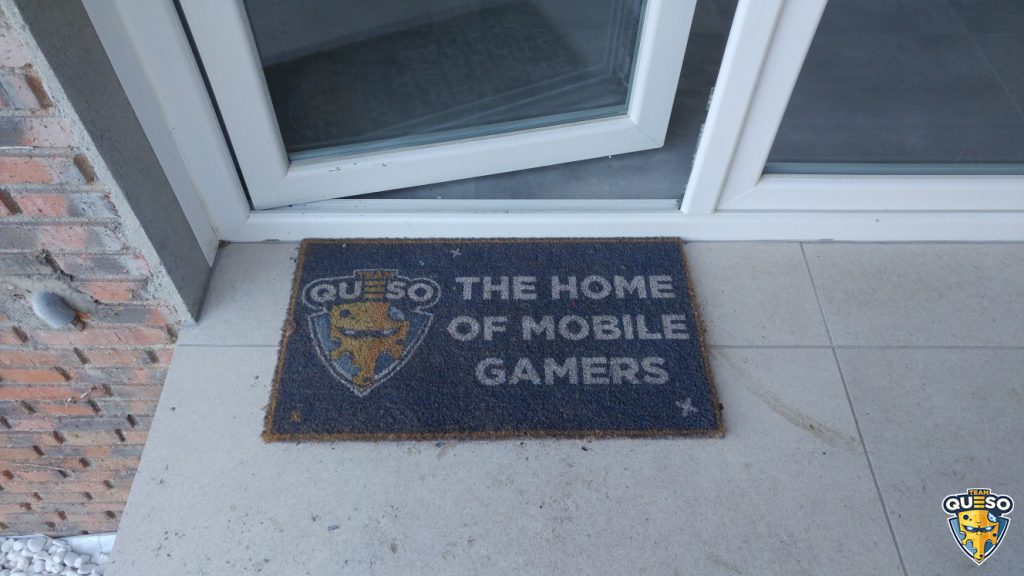 TEAM
QUESO
THE HOME
OF MOBILE
GAMERS
TEAM
QUESO